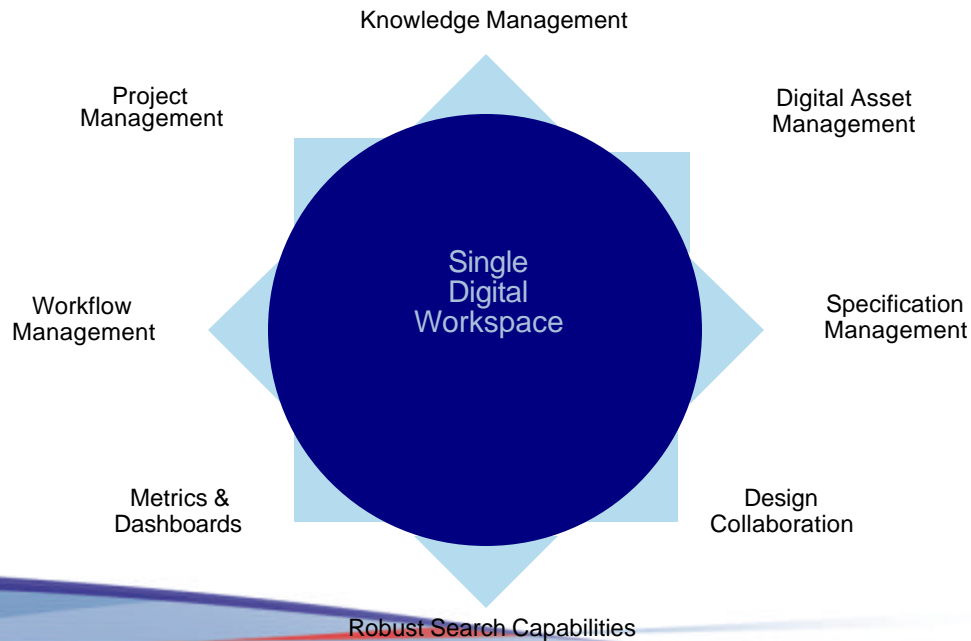 Knowledge Management
Project
Management
Digital Asset
Management
Single
Digital
Workspace
Workflow
Management
Specification
Management
Metrics &
Dashboards
Design
Collaboration
Robust Search Capabilities